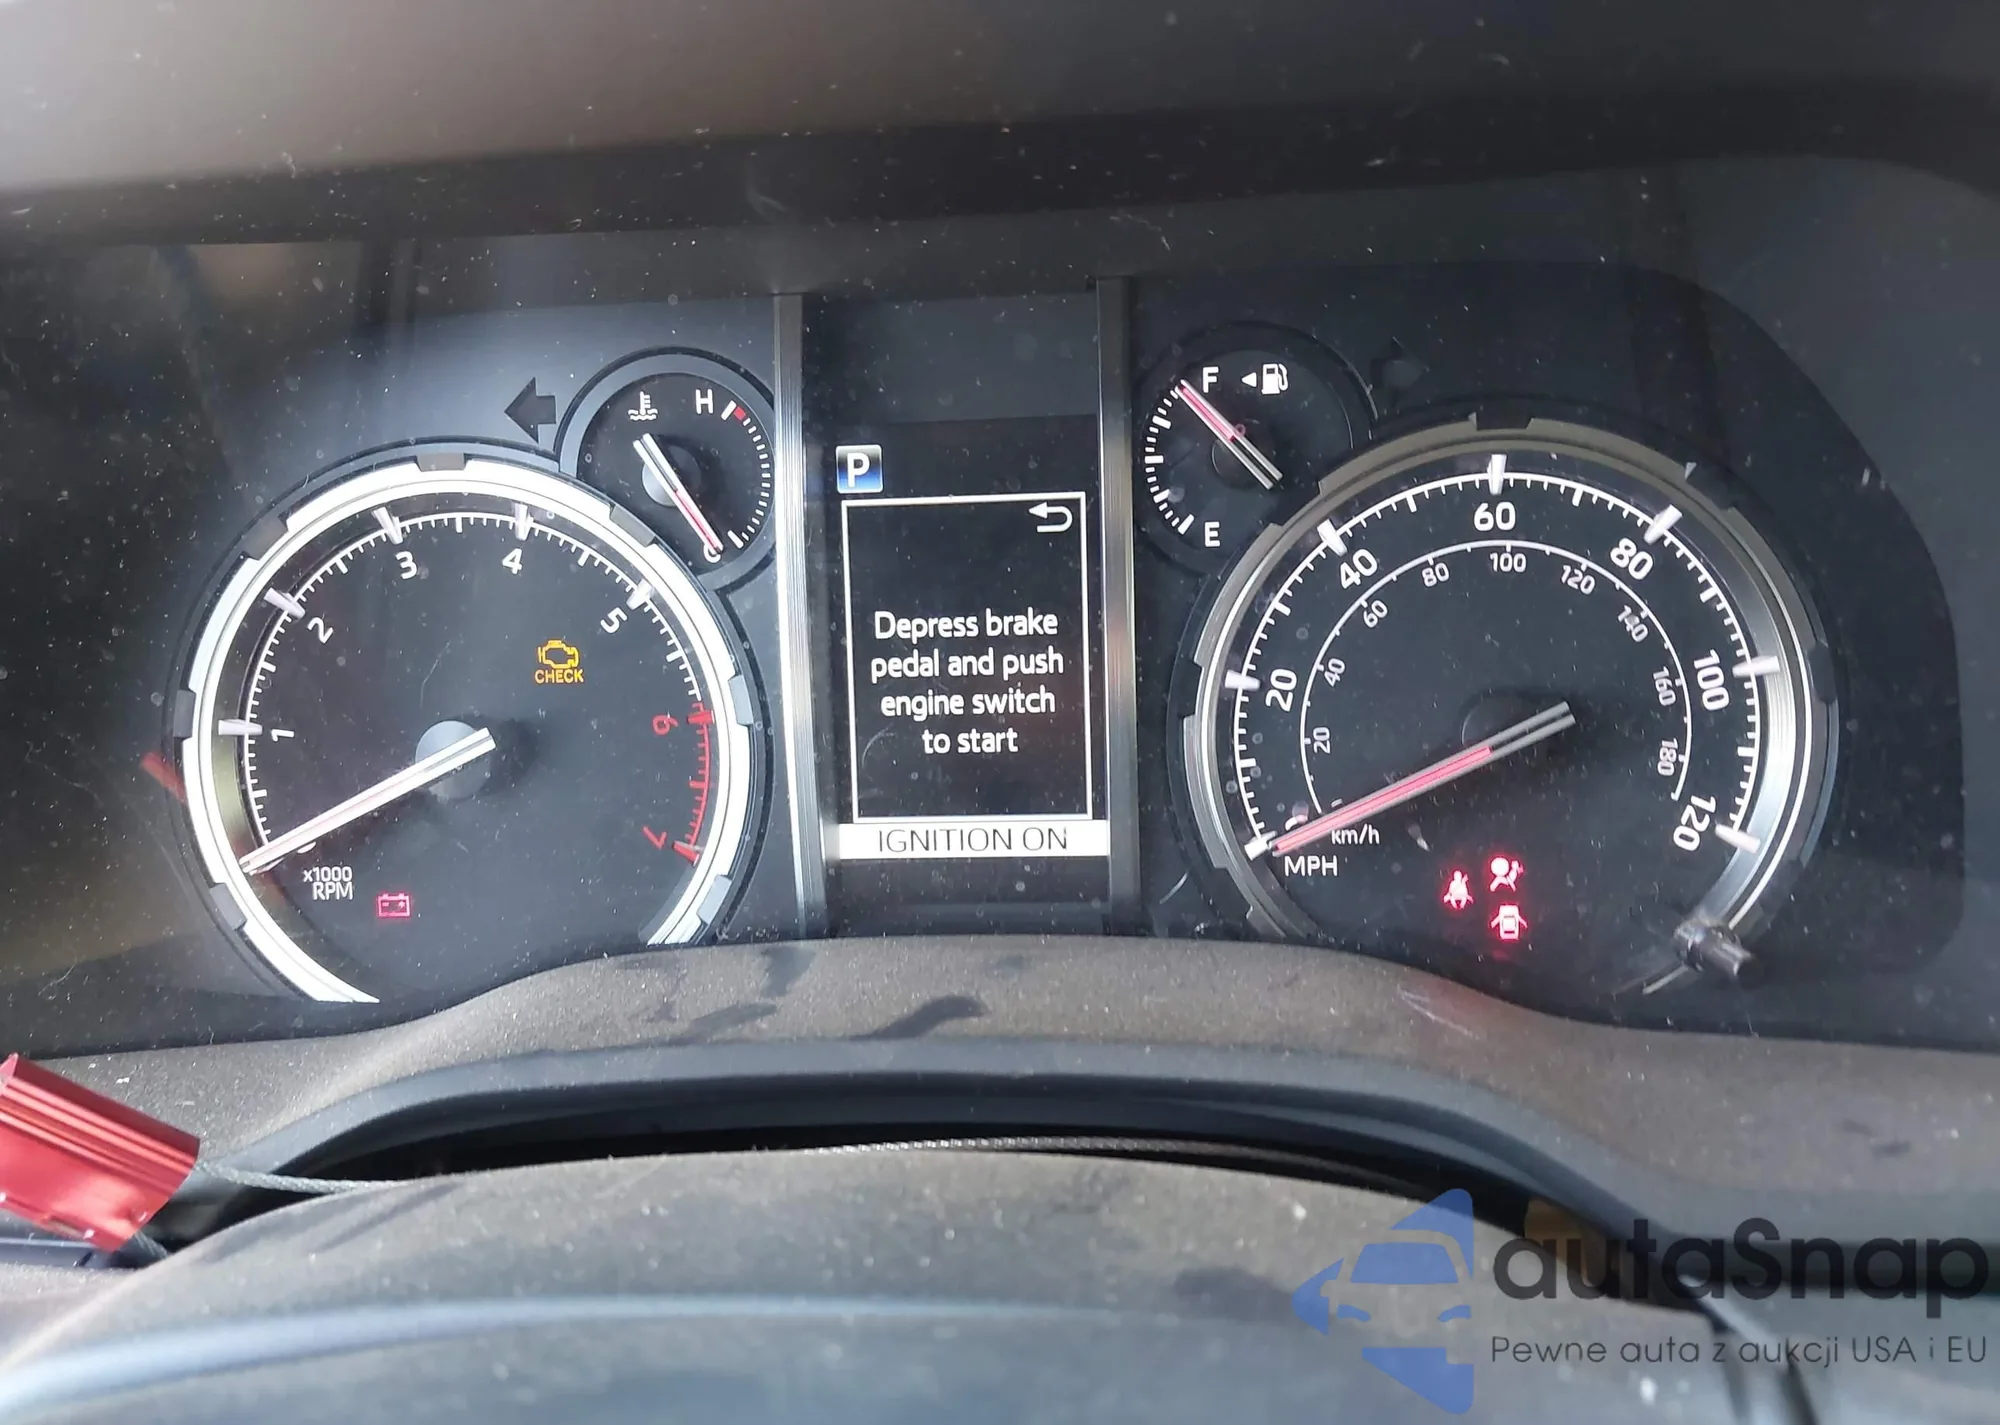 H
C
1
2
3
4
5
6
7
x1000
RPM
CHECK
P
Depress brake
pedal and push
engine switch
to start
IGNITION ON
F
E
20
40
60
80
100
120
20
40
60
80
100
120
140
160
180
km/h
MPH
autaSnap
Pewne auta z aukcji USA i EU